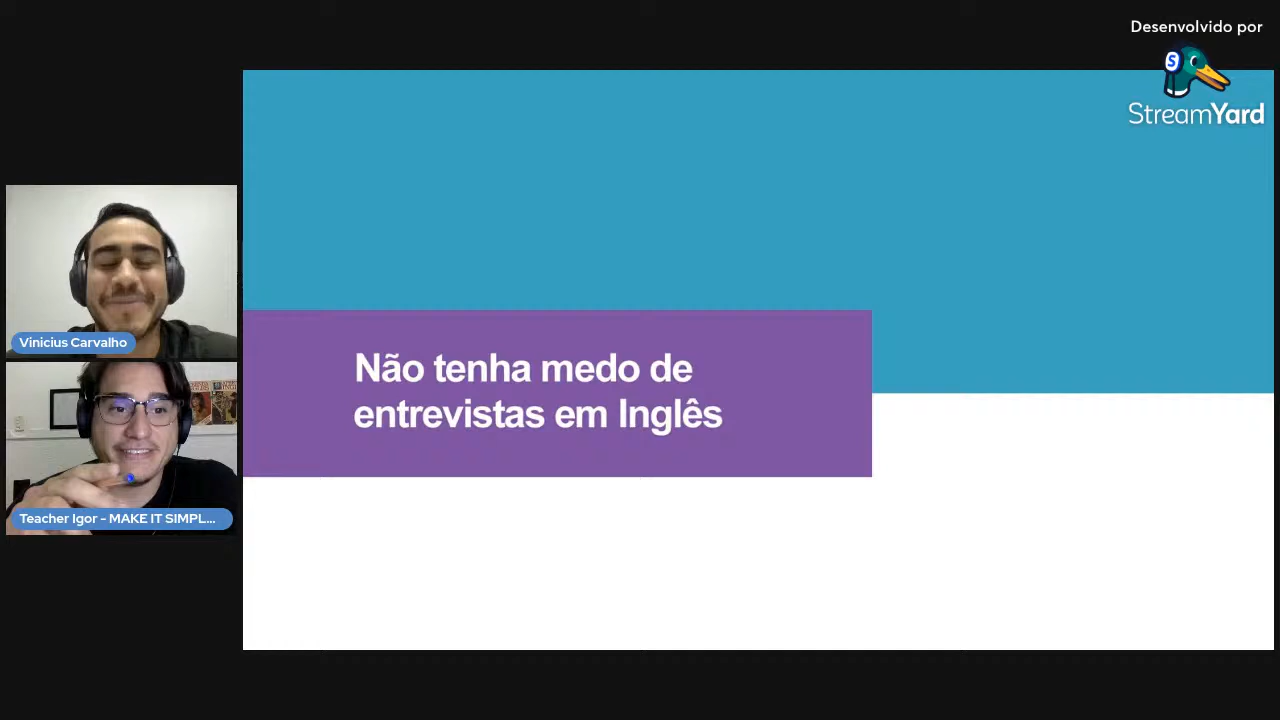 Desenvolvido por
StreamYard
Vinicius Carvalho
Teacher Igor - MAKE IT SIMPL...
Não tenha medo de
entrevistas em Inglês